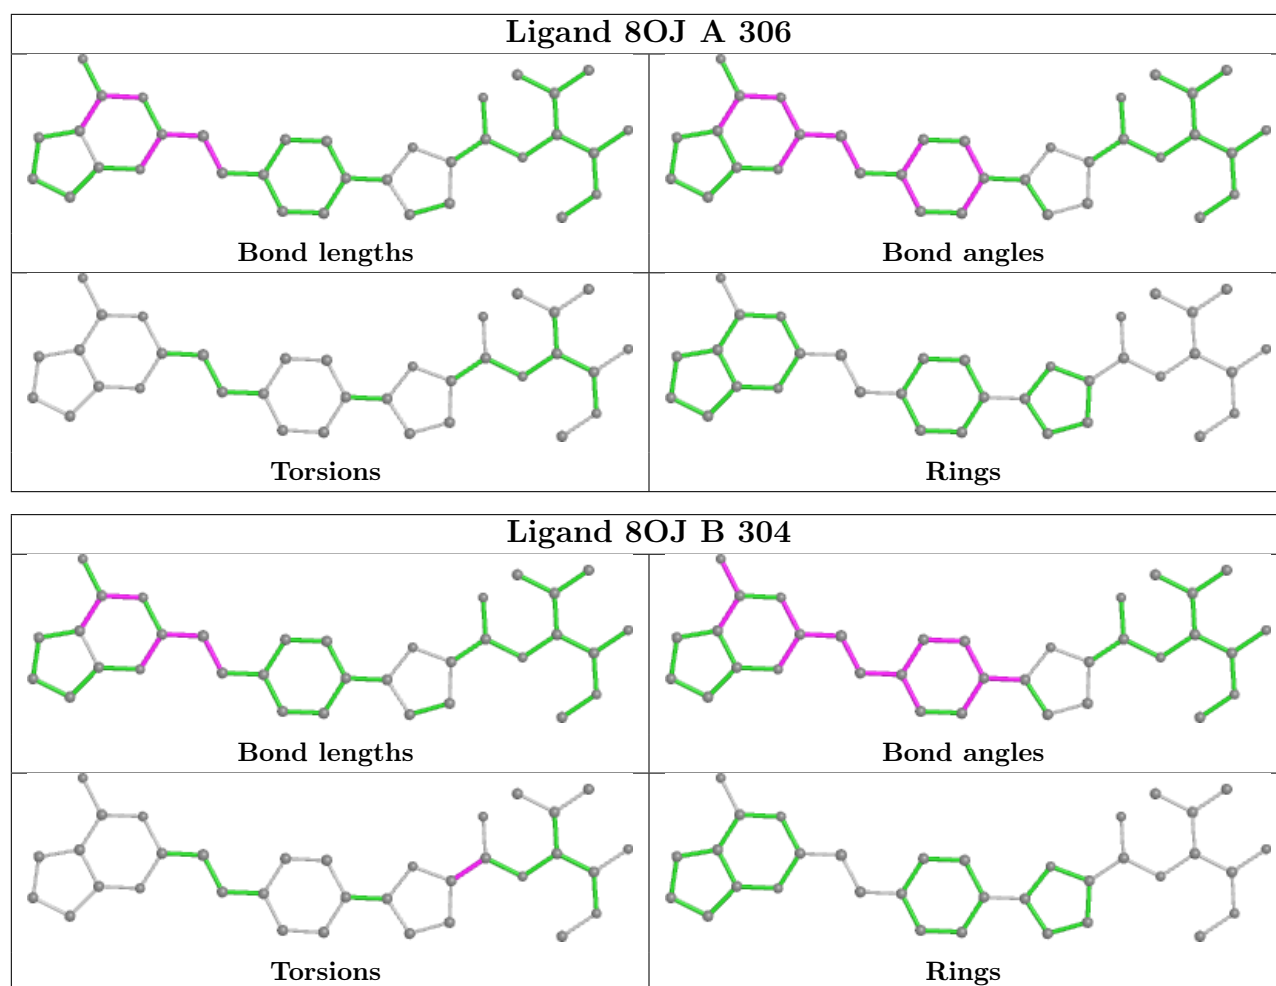 Ligand 8OJ A 306
Bond lengths
Bond angles
Torsions
Rings
Ligand 8OJ B 304
Bond lengths
Bond angles
Torsions
Rings